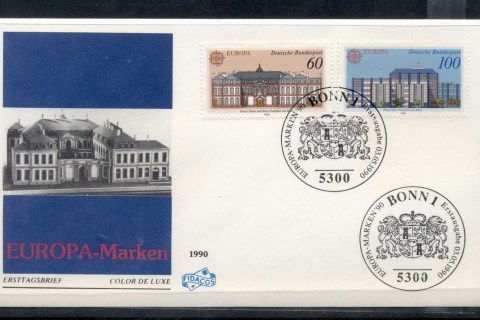 EUROPA
Deutsche Bundespost
60
EUROPA
Deutsche Bundespost
100
EUROPA-MARKEN '90 BONN 1 Erstausgabe 03.05.1990
5300
EUROPA-MARKEN '90 BONN 1 Erstausgabe 03.05.1990
5300
EUROPA-Marken
ERSTTAGSBRIEF
COLOR DE LUXE
1990
FIDACOS